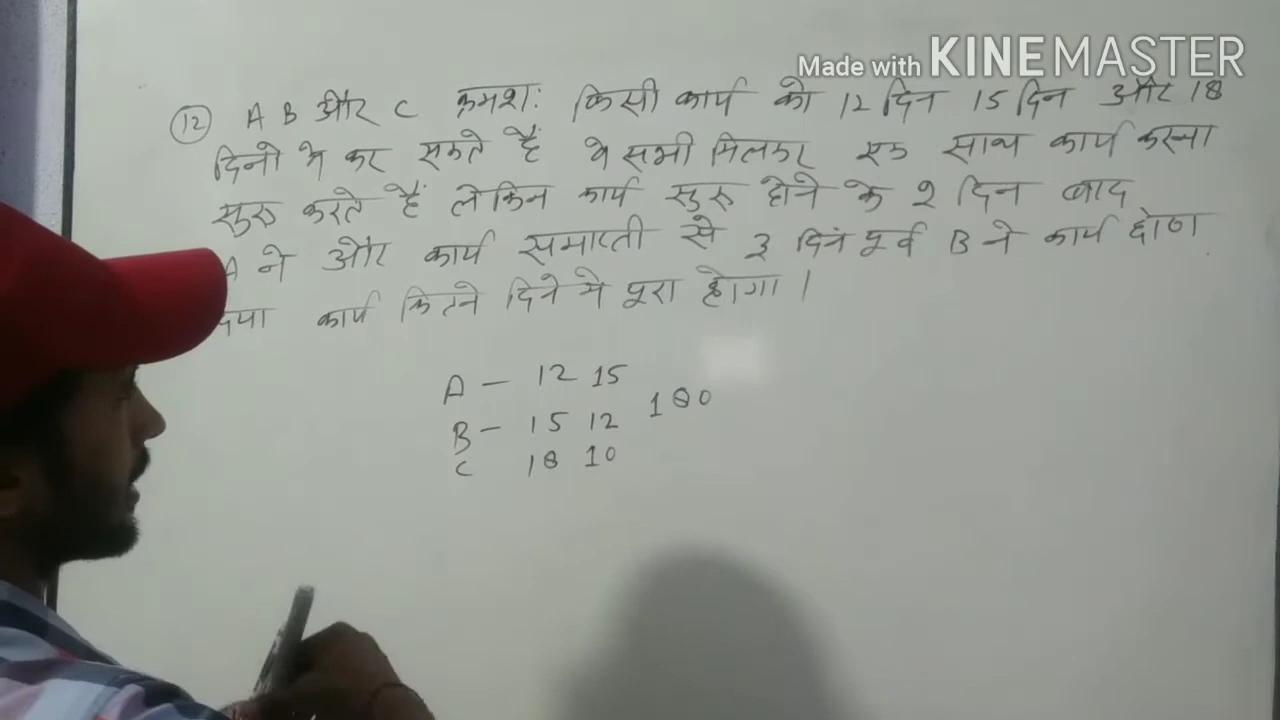 Made with KINEMASTER
(12) A B और C क्रमशः किसी कार्य को 12 दिन 15 दिन और 18
दिनो मे कर सकते हैं ये सभी मिलकर एक साथ कार्य करना
सुरु करते हैं लेकिन कार्य सुरु होने के 2 दिन बाद
A ने और कार्य समाप्ती से 3 दिन पूर्व B ने कार्य छोण
दिया कार्य कितने दिने मे पूरा होगा।
A – 12 15
B – 15 12 180
C 18 10